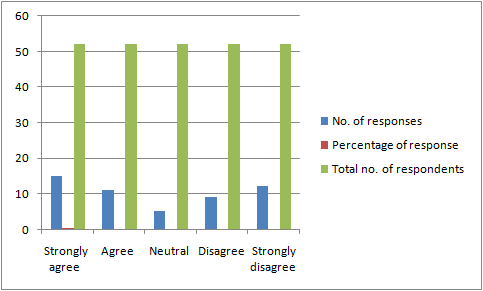 60
50
40
30
20
10
0
Strongly agree
Agree
Neutral
Disagree
Strongly disagree
No. of responses
Percentage of response
Total no. of respondents